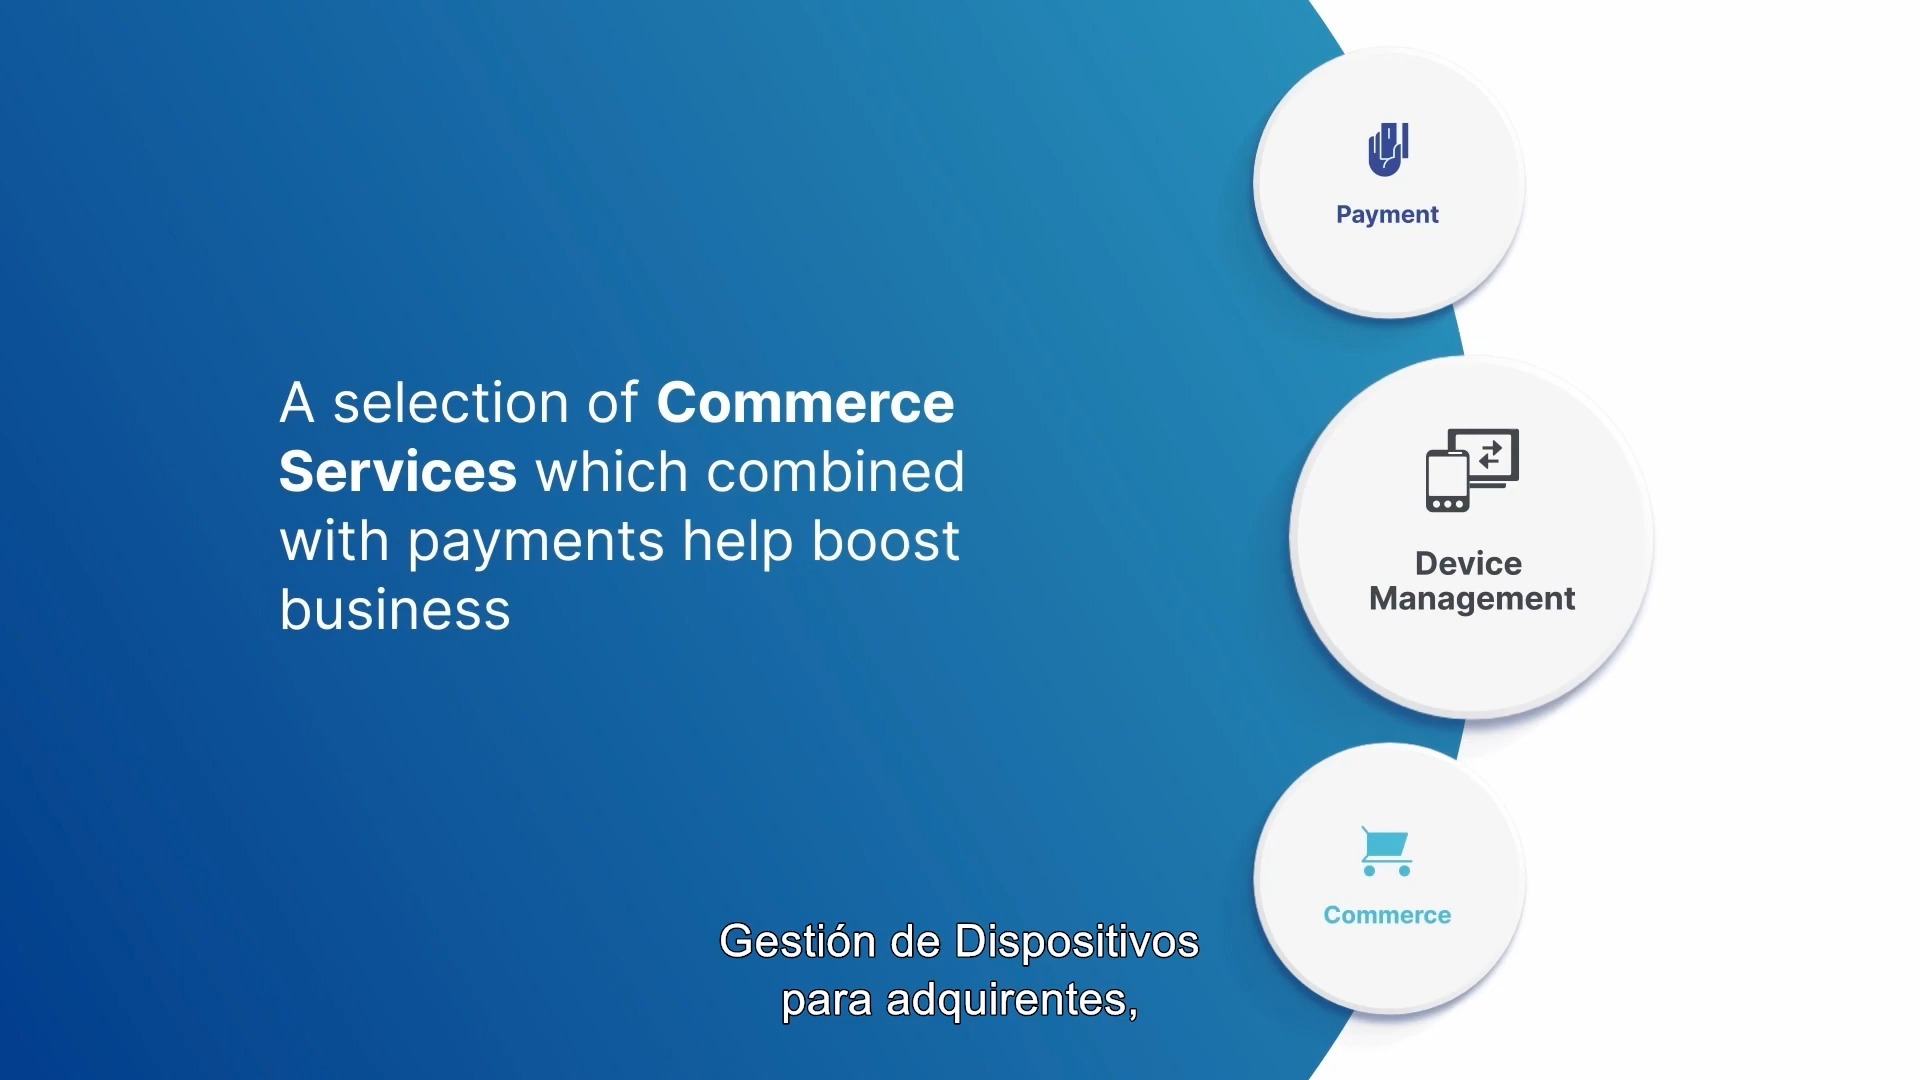 A selection of Commerce
Services which combined
with payments help boost
business
Payment
Device
Management
Commerce
Gestión de Dispositivos
para adquirentes,